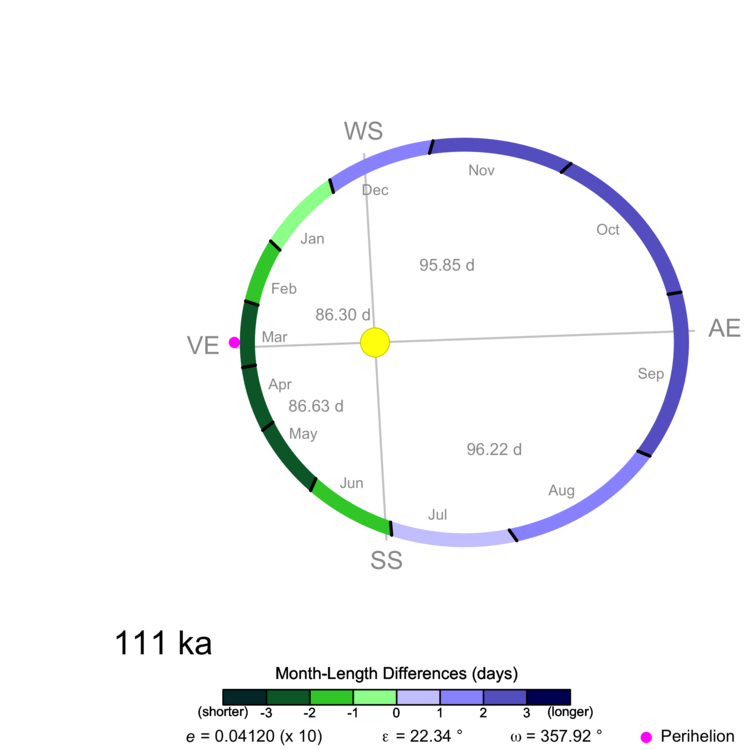 WS
Nov
Dec
Oct
Jan
95.85 d
Feb
86.30 d
AE
Mar
VE
Sep
Apr
86.63 d
May
96.22 d
Jun
Aug
Jul
SS
111 ka
Month-Length Differences (days)
(shorter) -3 -2 -1 0 1 2 3 (longer)
e = 0.04120 (x 10) ε = 22.34 ° ω = 357.92 ° Perihelion